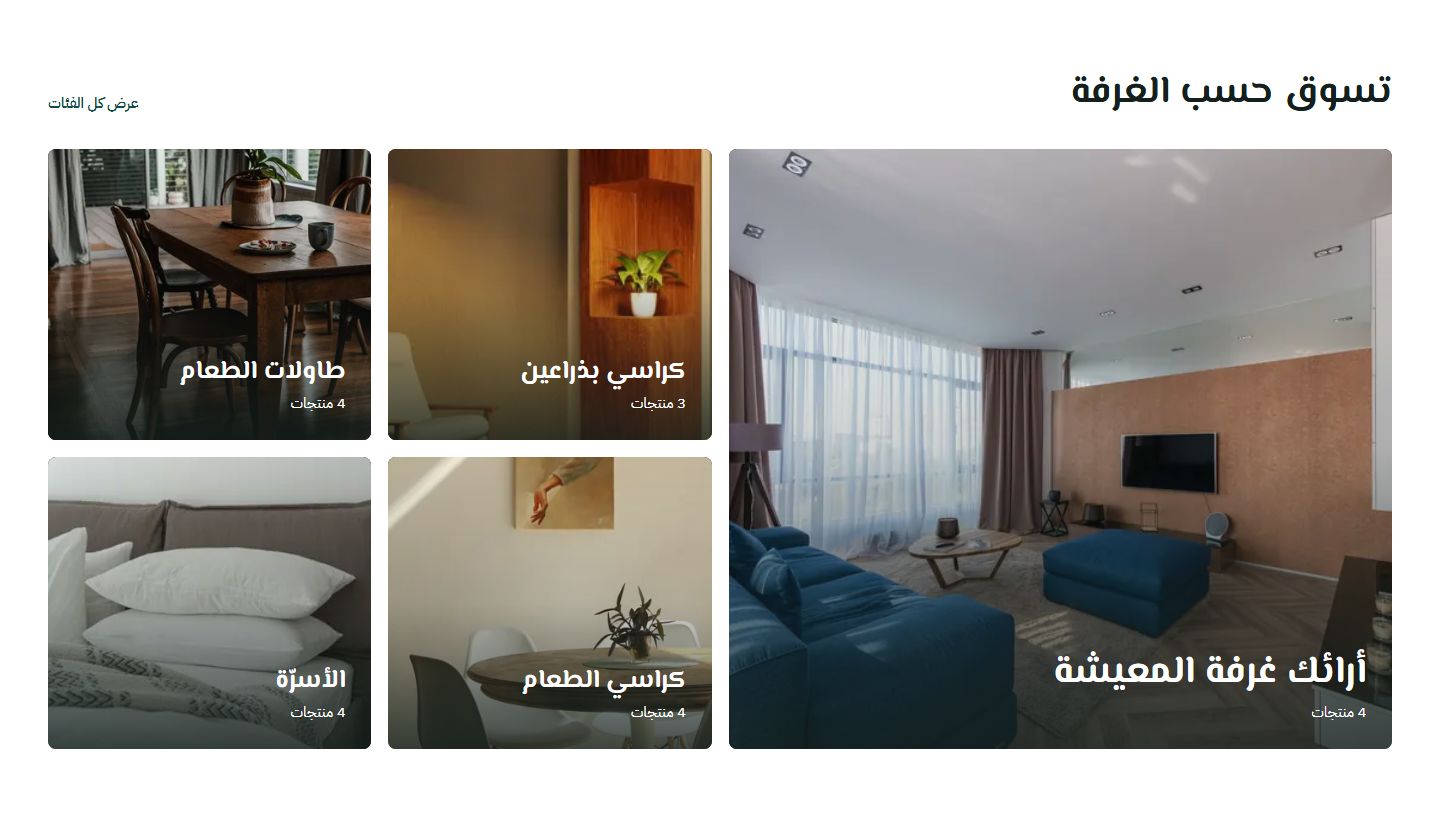 تسوق حسب الغرفة
عرض كل الفئات
أرائك غرفة المعيشة
4 منتجات
كراسي بذراعين
3 منتجات
طاولات الطعام
4 منتجات
كراسي الطعام
4 منتجات
الأسرّة
4 منتجات